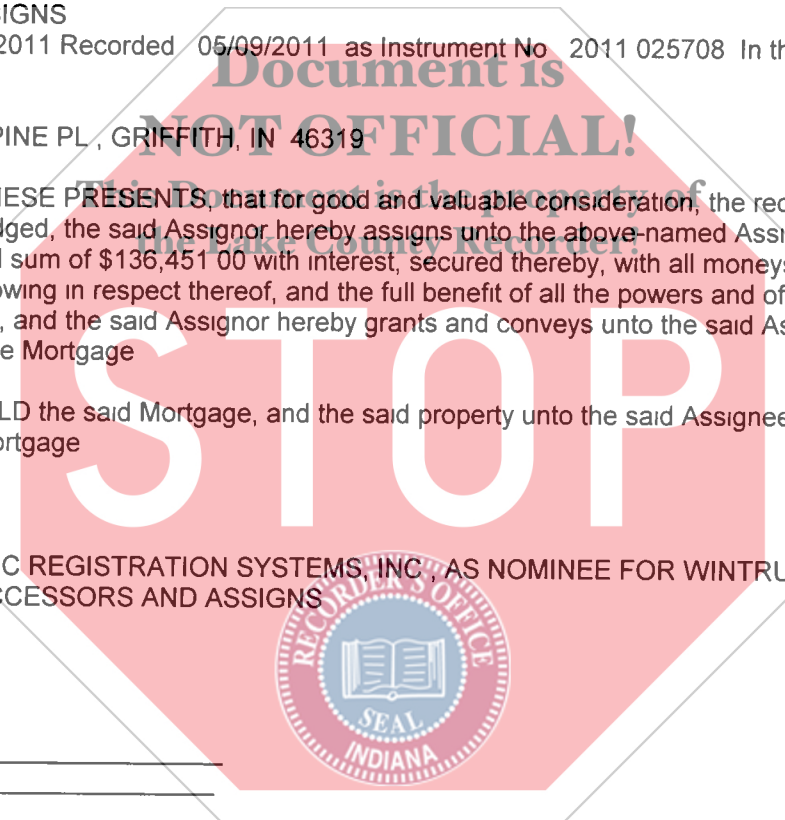 SIGNS
2011 Recorded 05/09/2011 as Instrument No 2011 025708 In th
Document is
PINE PL , GRIFFITH, IN 46319
NOT OFFICIAL!
HESE PRESENTS, that for good and valuable consideration, the rec
This Document is the property of
dged, the said Assignor hereby assigns unto the above-named Assi
the Lake County Recorder!
l sum of $136,451 00 with interest, secured thereby, with all moneys
owing in respect thereof, and the full benefit of all the powers and of
, and the said Assignor hereby grants and conveys unto the said As
e Mortgage
STOP
LD the said Mortgage, and the said property unto the said Assignee
ortgage
C REGISTRATION SYSTEMS, INC , AS NOMINEE FOR WINTRU
CCESSORS AND ASSIGNS
RECORDER'S OFFICE
SEAL
INDIANA